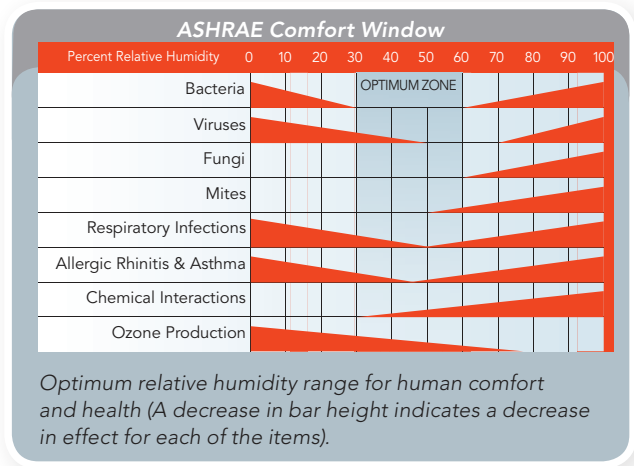 ASHRAE Comfort Window
Percent Relative Humidity 0 10 20 30 40 50 60 70 80 90 100
OPTIMUM ZONE
Bacteria
Viruses
Fungi
Mites
Respiratory Infections
Allergic Rhinitis & Asthma
Chemical Interactions
Ozone Production
Optimum relative humidity range for human comfort
and health (A decrease in bar height indicates a decrease
in effect for each of the items).